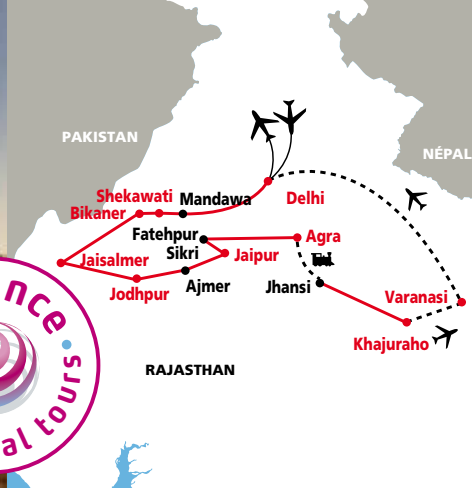 PAKISTAN
NÉPAL
Shekawati
Mandawa
Delhi
Bikaner
Fatehpur
Sikri
Agra
Jaisalmer
Jaipur
Jodhpur
Ajmer
Jhansi
Varanasi
Khajuraho
RAJASTHAN
nce
al tours